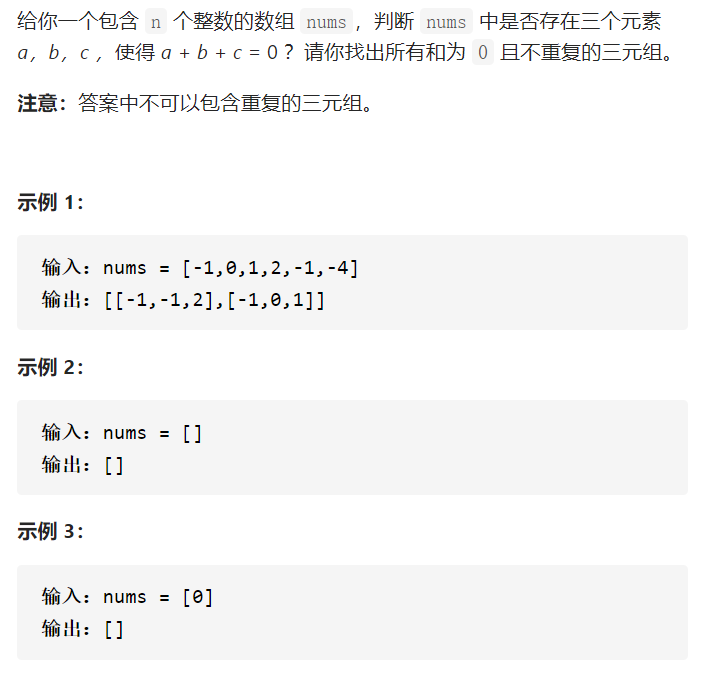 给你一个包含 n 个整数的数组 nums，判断 nums 中是否存在三个元素
a，b，c ，使得 a + b + c = 0？请你找出所有和为 0 且不重复的三元组。
注意：答案中不可以包含重复的三元组。
示例 1：
输入：nums = [-1,0,1,2,-1,-4]
输出：[[-1,-1,2],[-1,0,1]]
示例 2：
输入：nums = []
输出：[]
示例 3：
输入：nums = [0]
输出：[]